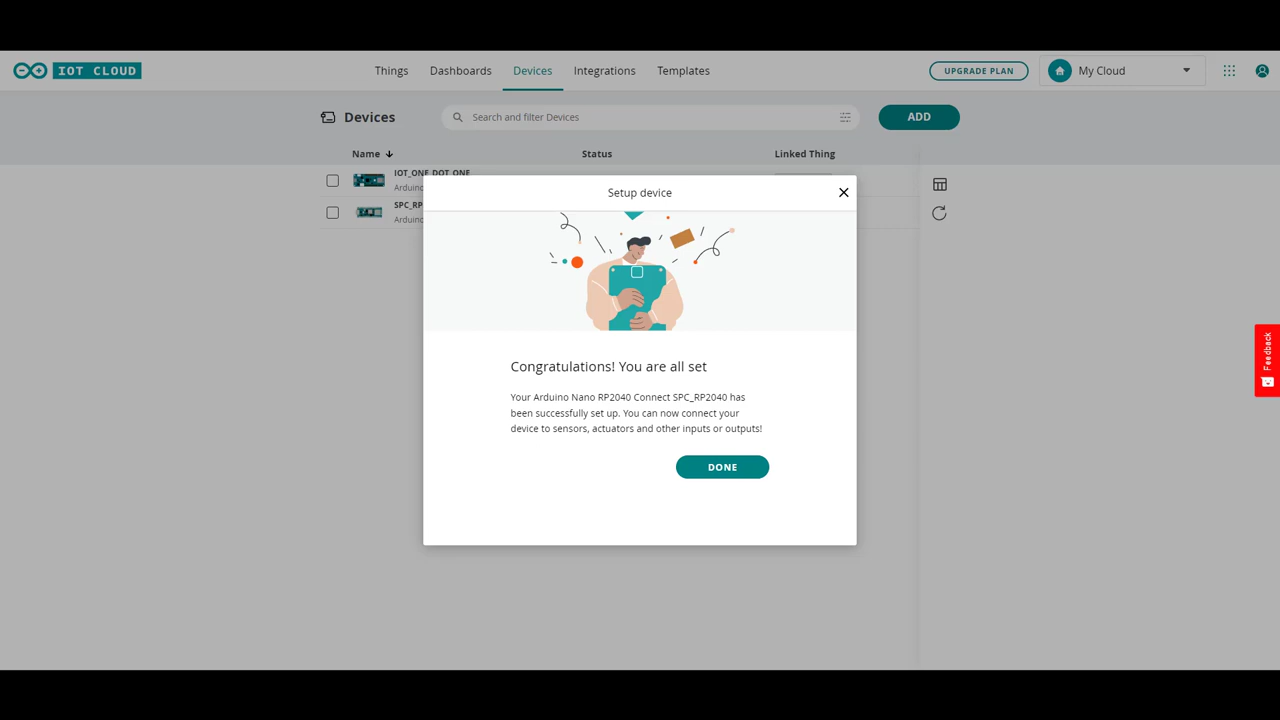 IOT CLOUD
Things
Dashboards
Devices
Integrations
Templates
UPGRADE PLAN
My Cloud
Devices
Search and filter Devices
ADD
Name
Status
Linked Thing
IOT_ONE_DOT_ONE
Arduino
SPC_RP
Arduino
Setup device
Congratulations! You are all set
Your Arduino Nano RP2040 Connect SPC_RP2040 has
been successfully set up. You can now connect your
device to sensors, actuators and other inputs or outputs!
DONE
Feedback